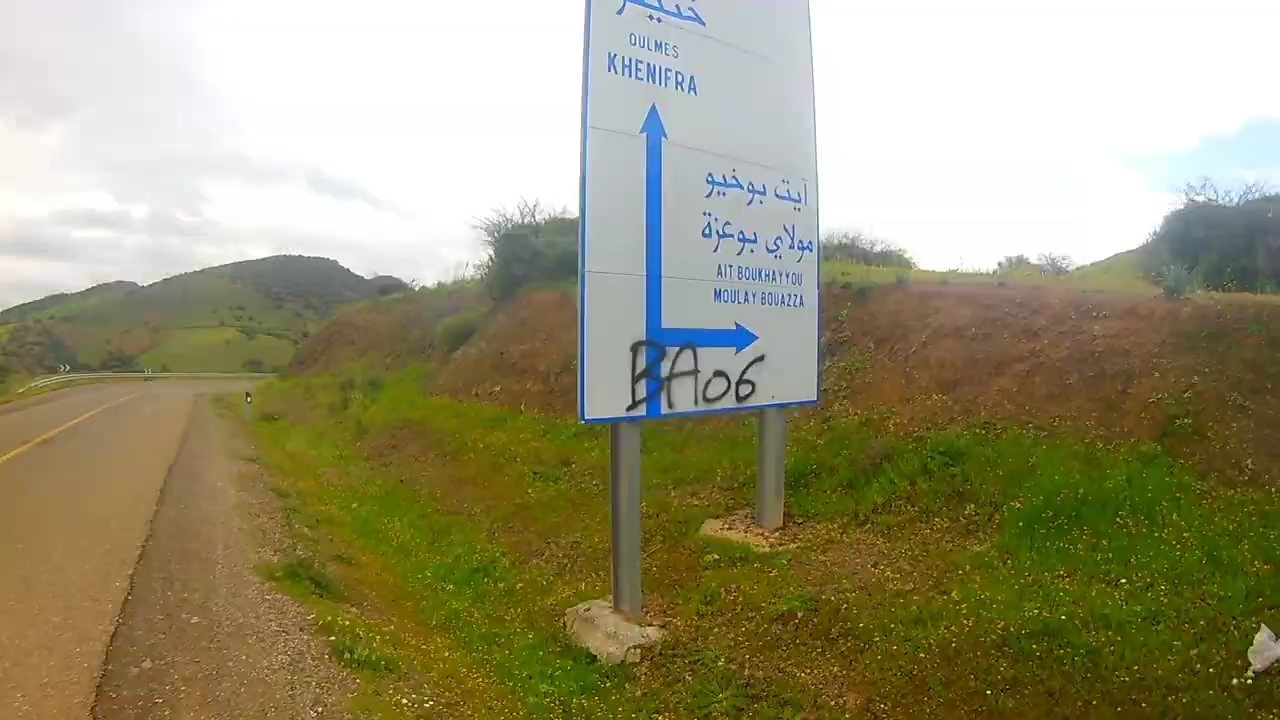 OULMES
KHENIFRA
آيت بوخيو
مولاي بوعزة
AIT BOUKHAYYOU
MOULAY BOUAZZA
BA06